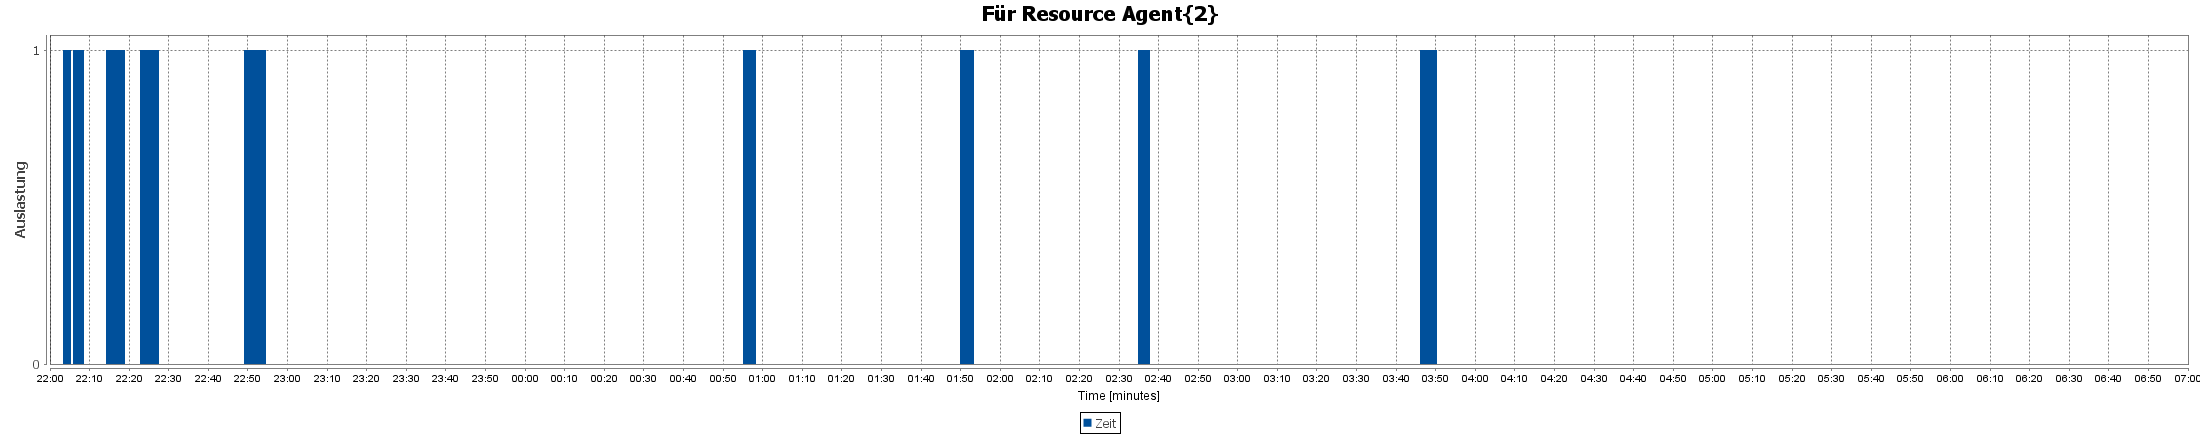 Für Resource Agent{2}
Auslastung
1
0
22:00 22:10 22:20 22:30 22:40 22:50 23:00 23:10 23:20 23:30 23:40 23:50 00:00 00:10 00:20 00:30 00:40 00:50 01:00 01:10 01:20 01:30 01:40 01:50 02:00 02:10 02:20 02:30 02:40 02:50 03:00 03:10 03:20 03:30 03:40 03:50 04:00 04:10 04:20 04:30 04:40 04:50 05:00 05:10 05:20 05:30 05:40 05:50 06:00 06:10 06:20 06:30 06:40 06:50 07:00
Time [minutes]
Zeit